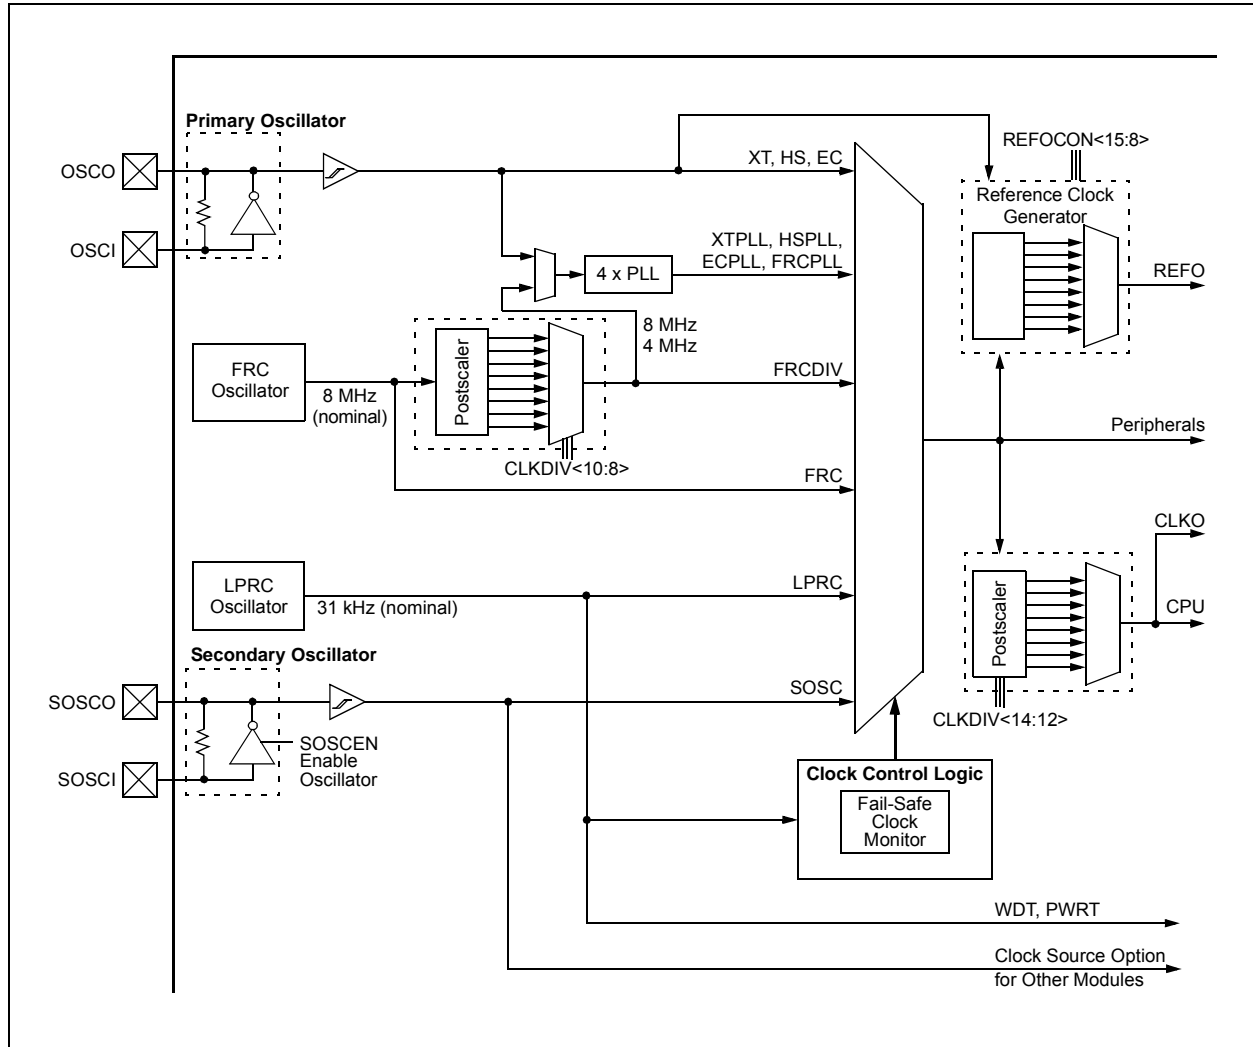 Primary Oscillator
OSCO
OSCI
XT, HS, EC
REFOCON<15:8>
Reference Clock
Generator
REFO
XTPLL, HSPLL,
ECPLL, FRCPLL
4 x PLL
8 MHz
4 MHz
FRC
Oscillator
8 MHz
(nominal)
Postscaler
CLKDIV<10:8>
FRCDIV
Peripherals
FRC
CLKO
CPU
LPRC
Oscillator
31 kHz (nominal)
LPRC
Postscaler
CLKDIV<14:12>
Secondary Oscillator
SOSCO
SOSCI
SOSCEN
Enable
Oscillator
SOSC
Clock Control Logic
Fail-Safe
Clock
Monitor
WDT, PWRT
Clock Source Option
for Other Modules